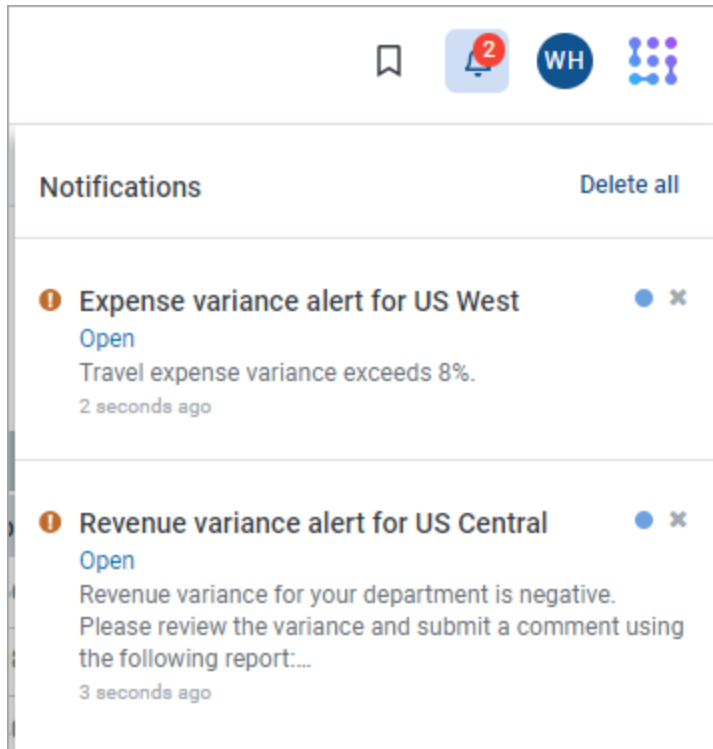 2
WH
Notifications
Delete all
Expense variance alert for US West
Open
Travel expense variance exceeds 8%.
2 seconds ago
Revenue variance alert for US Central
Open
Revenue variance for your department is negative.
Please review the variance and submit a comment using
the following report:...
3 seconds ago